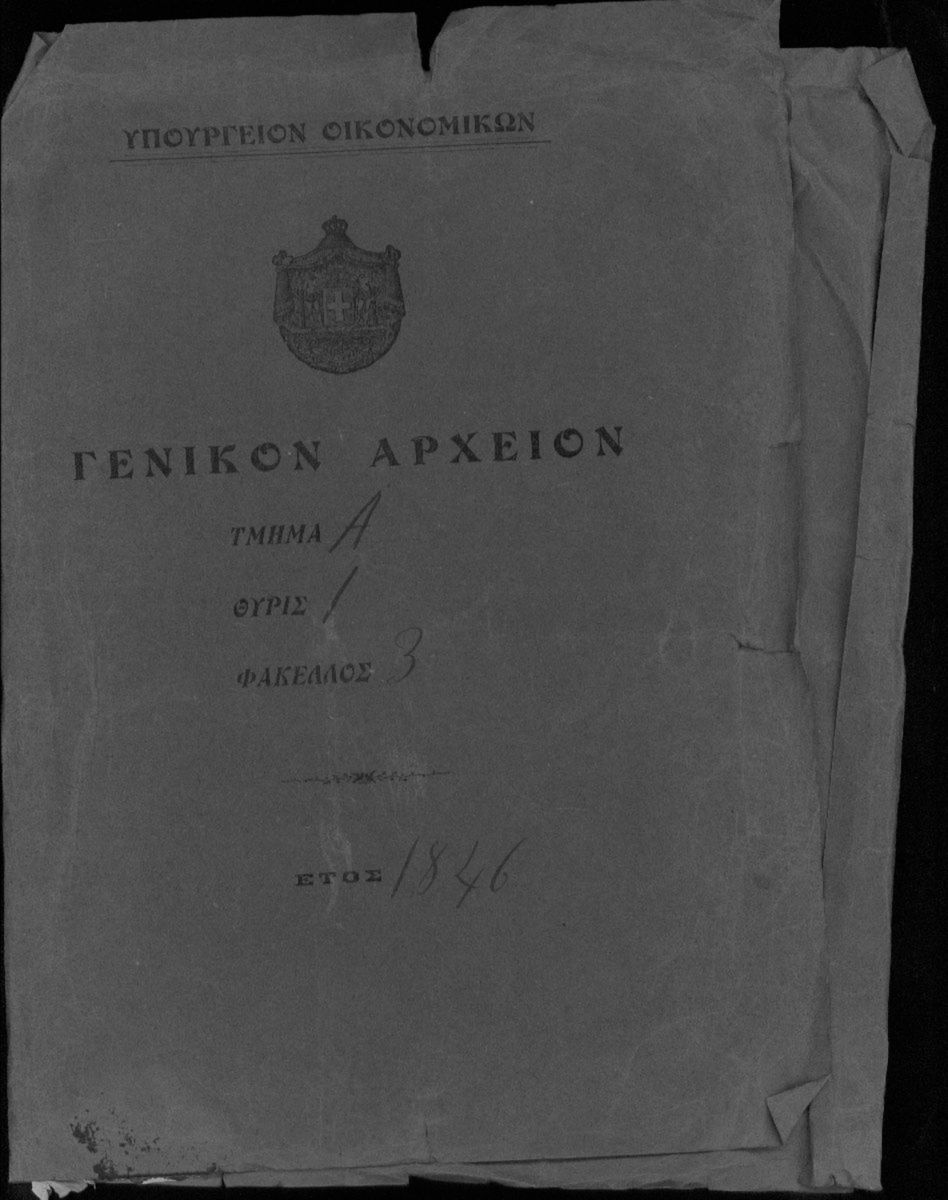 ΥΠΟΥΡΓΕΙΟΝ ΟΙΚΟΝΟΜΙΚΩΝ
ΓΕΝΙΚΟΝ ΑΡΧΕΙΟΝ
ΤΜΗΜΑ Α
ΘΥΡΙΣ 1
ΦΑΚΕΛΛΟΣ 3
ΕΤΟΣ 1846